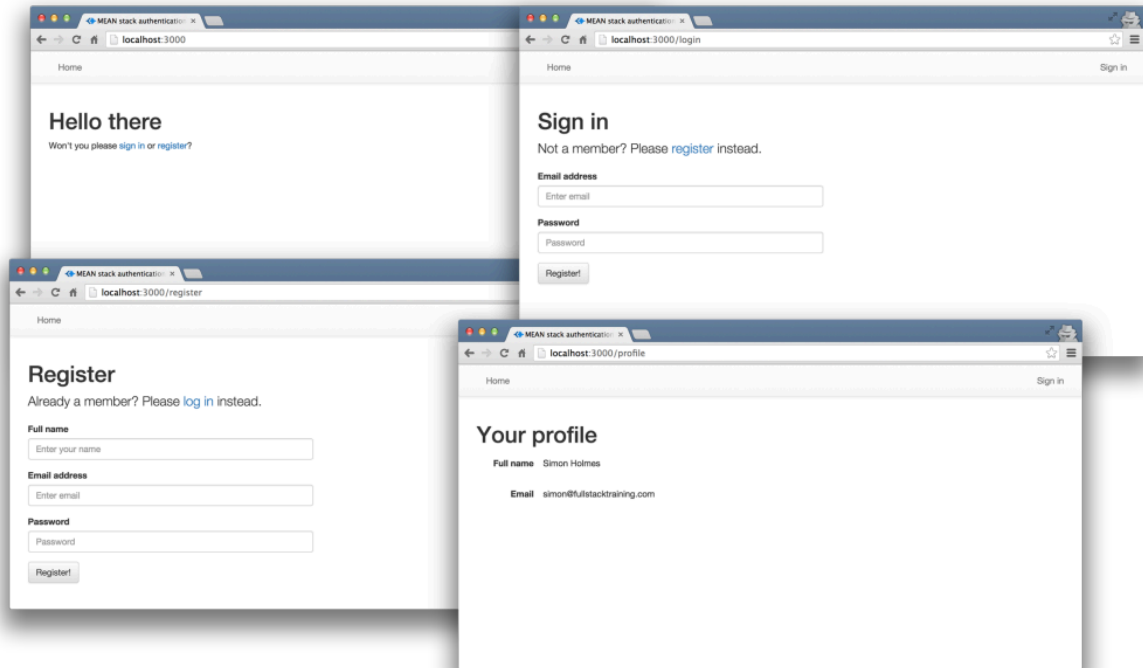 MEAN stack authentication
localhost:3000
Home
Hello there
Won't you please sign in or register?
MEAN stack authentication
localhost:3000/login
Home
Sign in
Sign in
Not a member? Please register instead.
Email address
Enter email
Password
Password
Register!
MEAN stack authentication
localhost:3000/register
Home
Register
Already a member? Please log in instead.
Full name
Enter your name
Email address
Enter email
Password
Password
Register!
MEAN stack authentication
localhost:3000/profile
Home
Sign in
Your profile
Full name Simon Holmes
Email simon@fullstacktraining.com